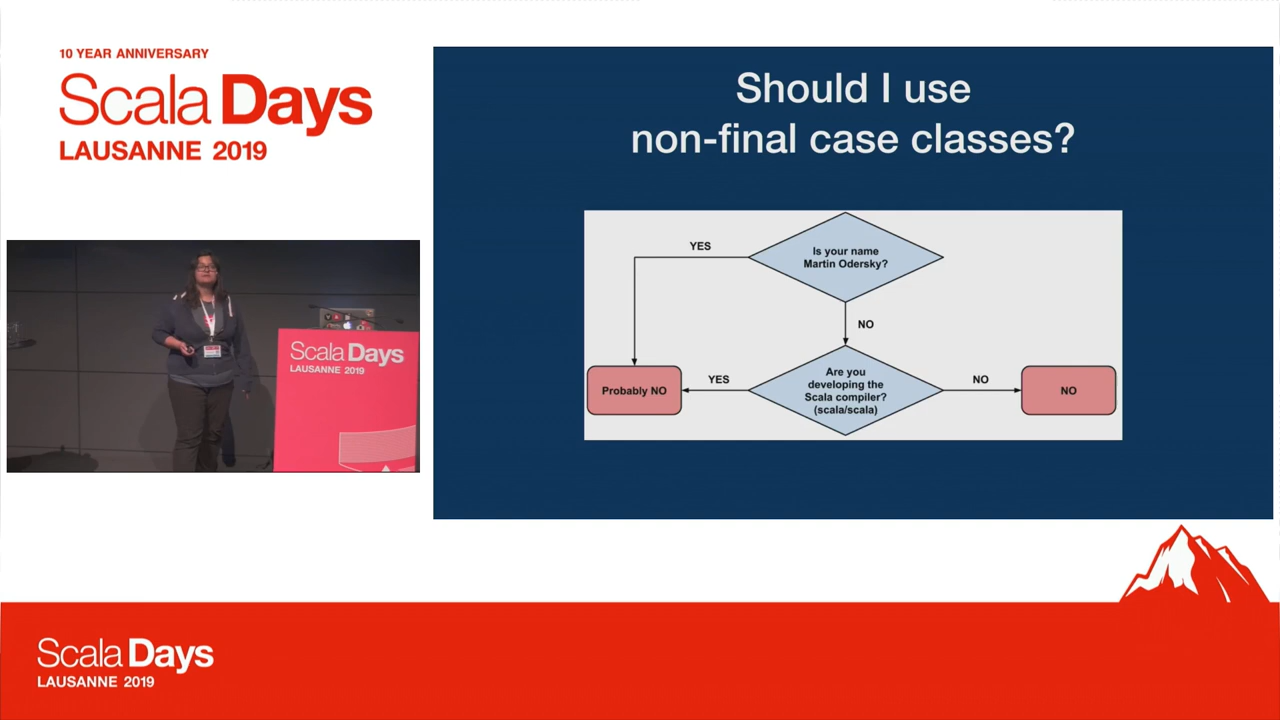 10 YEAR ANNIVERSARY
Scala Days
LAUSANNE 2019
Should I use
non-final case classes?
YES
Is your name
Martin Odersky?
NO
Probably NO
YES
Are you
developing the
Scala compiler?
(scala/scala)
NO
NO
Scala Days
LAUSANNE 2019
Scala Days
LAUSANNE 2019